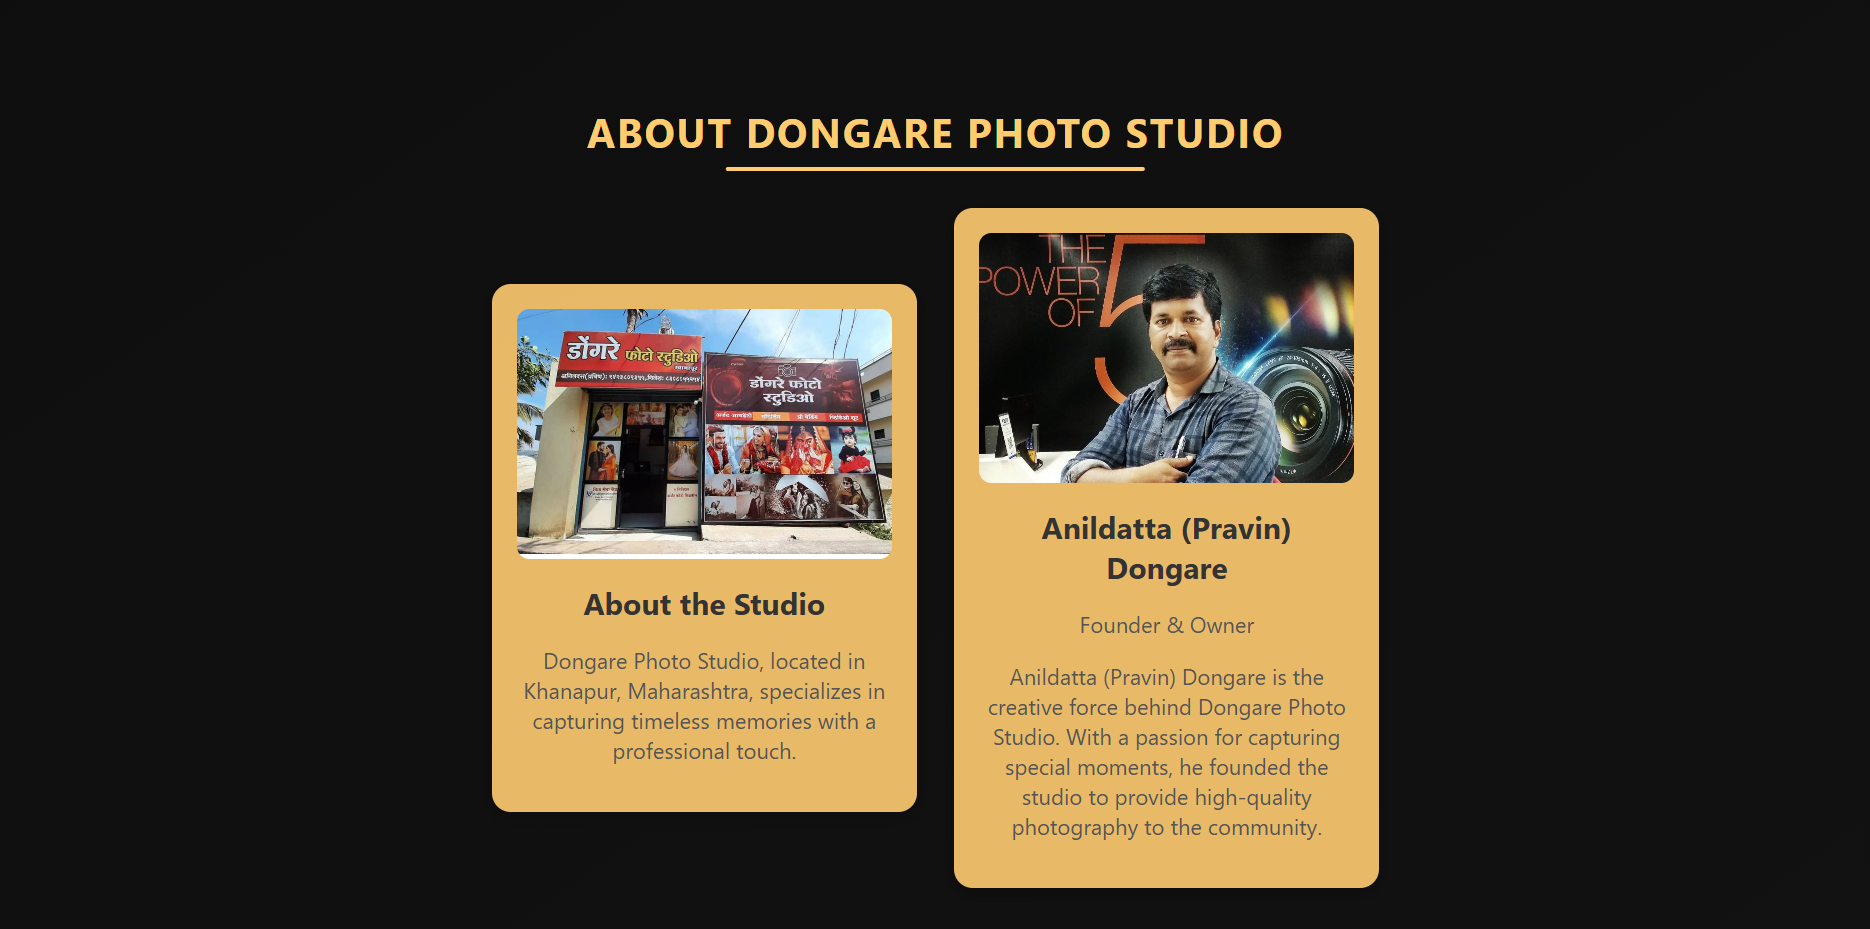 ABOUT DONGARE PHOTO STUDIO
डोंगरे फोटो स्टुडिओ
खानापूर
डोंगरे फोटो
स्टुडिओ
About the Studio
Dongare Photo Studio, located in
Khanapur, Maharashtra, specializes in
capturing timeless memories with a
professional touch.
THE
POWER
OF 5
Anildatta (Pravin)
Dongare
Founder & Owner
Anildatta (Pravin) Dongare is the
creative force behind Dongare Photo
Studio. With a passion for capturing
special moments, he founded the
studio to provide high-quality
photography to the community.